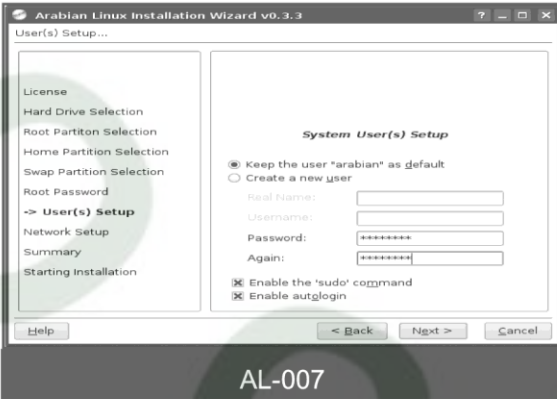 Arabian Linux Installation Wizard v0.3.3
User(s) Setup...
License
Hard Drive Selection
Root Partiton Selection
Home Partition Selection
Swap Partition Selection
Root Password
-> User(s) Setup
Network Setup
Summary
Starting Installation
System User(s) Setup
Keep the user "arabian" as default
Create a new user
Real Name:
Username:
Password: ********
Again: ********
Enable the 'sudo' command
Enable autologin
Help
< Back
Next >
Cancel
AL-007